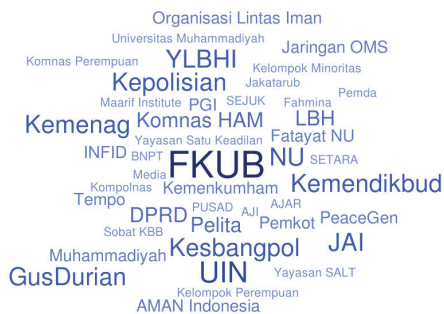 Organisasi Lintas Iman
Universitas Muhammadiyah
YLBHI Jaringan OMS
Komnas Perempuan
Kelompok Minoritas
Kepolisian Jakatarub
Pemda
Maarif Institute PGI SEJUK Fahmina
Kemenag Komnas HAM LBH
Yayasan Satu Keadilan Fatayat NU
INFID BNPT FKUB NU SETARA
Media
Kompolnas Kemenkumham Kemendikbud
Tempo PUSAD AJI AJAR
DPRD Pelita Pemkot PeaceGen
Sobat KBB
Muhammadiyah Kesbangpol JAI
GusDurian UIN Yayasan SALT
Kelompok Perempuan
AMAN Indonesia